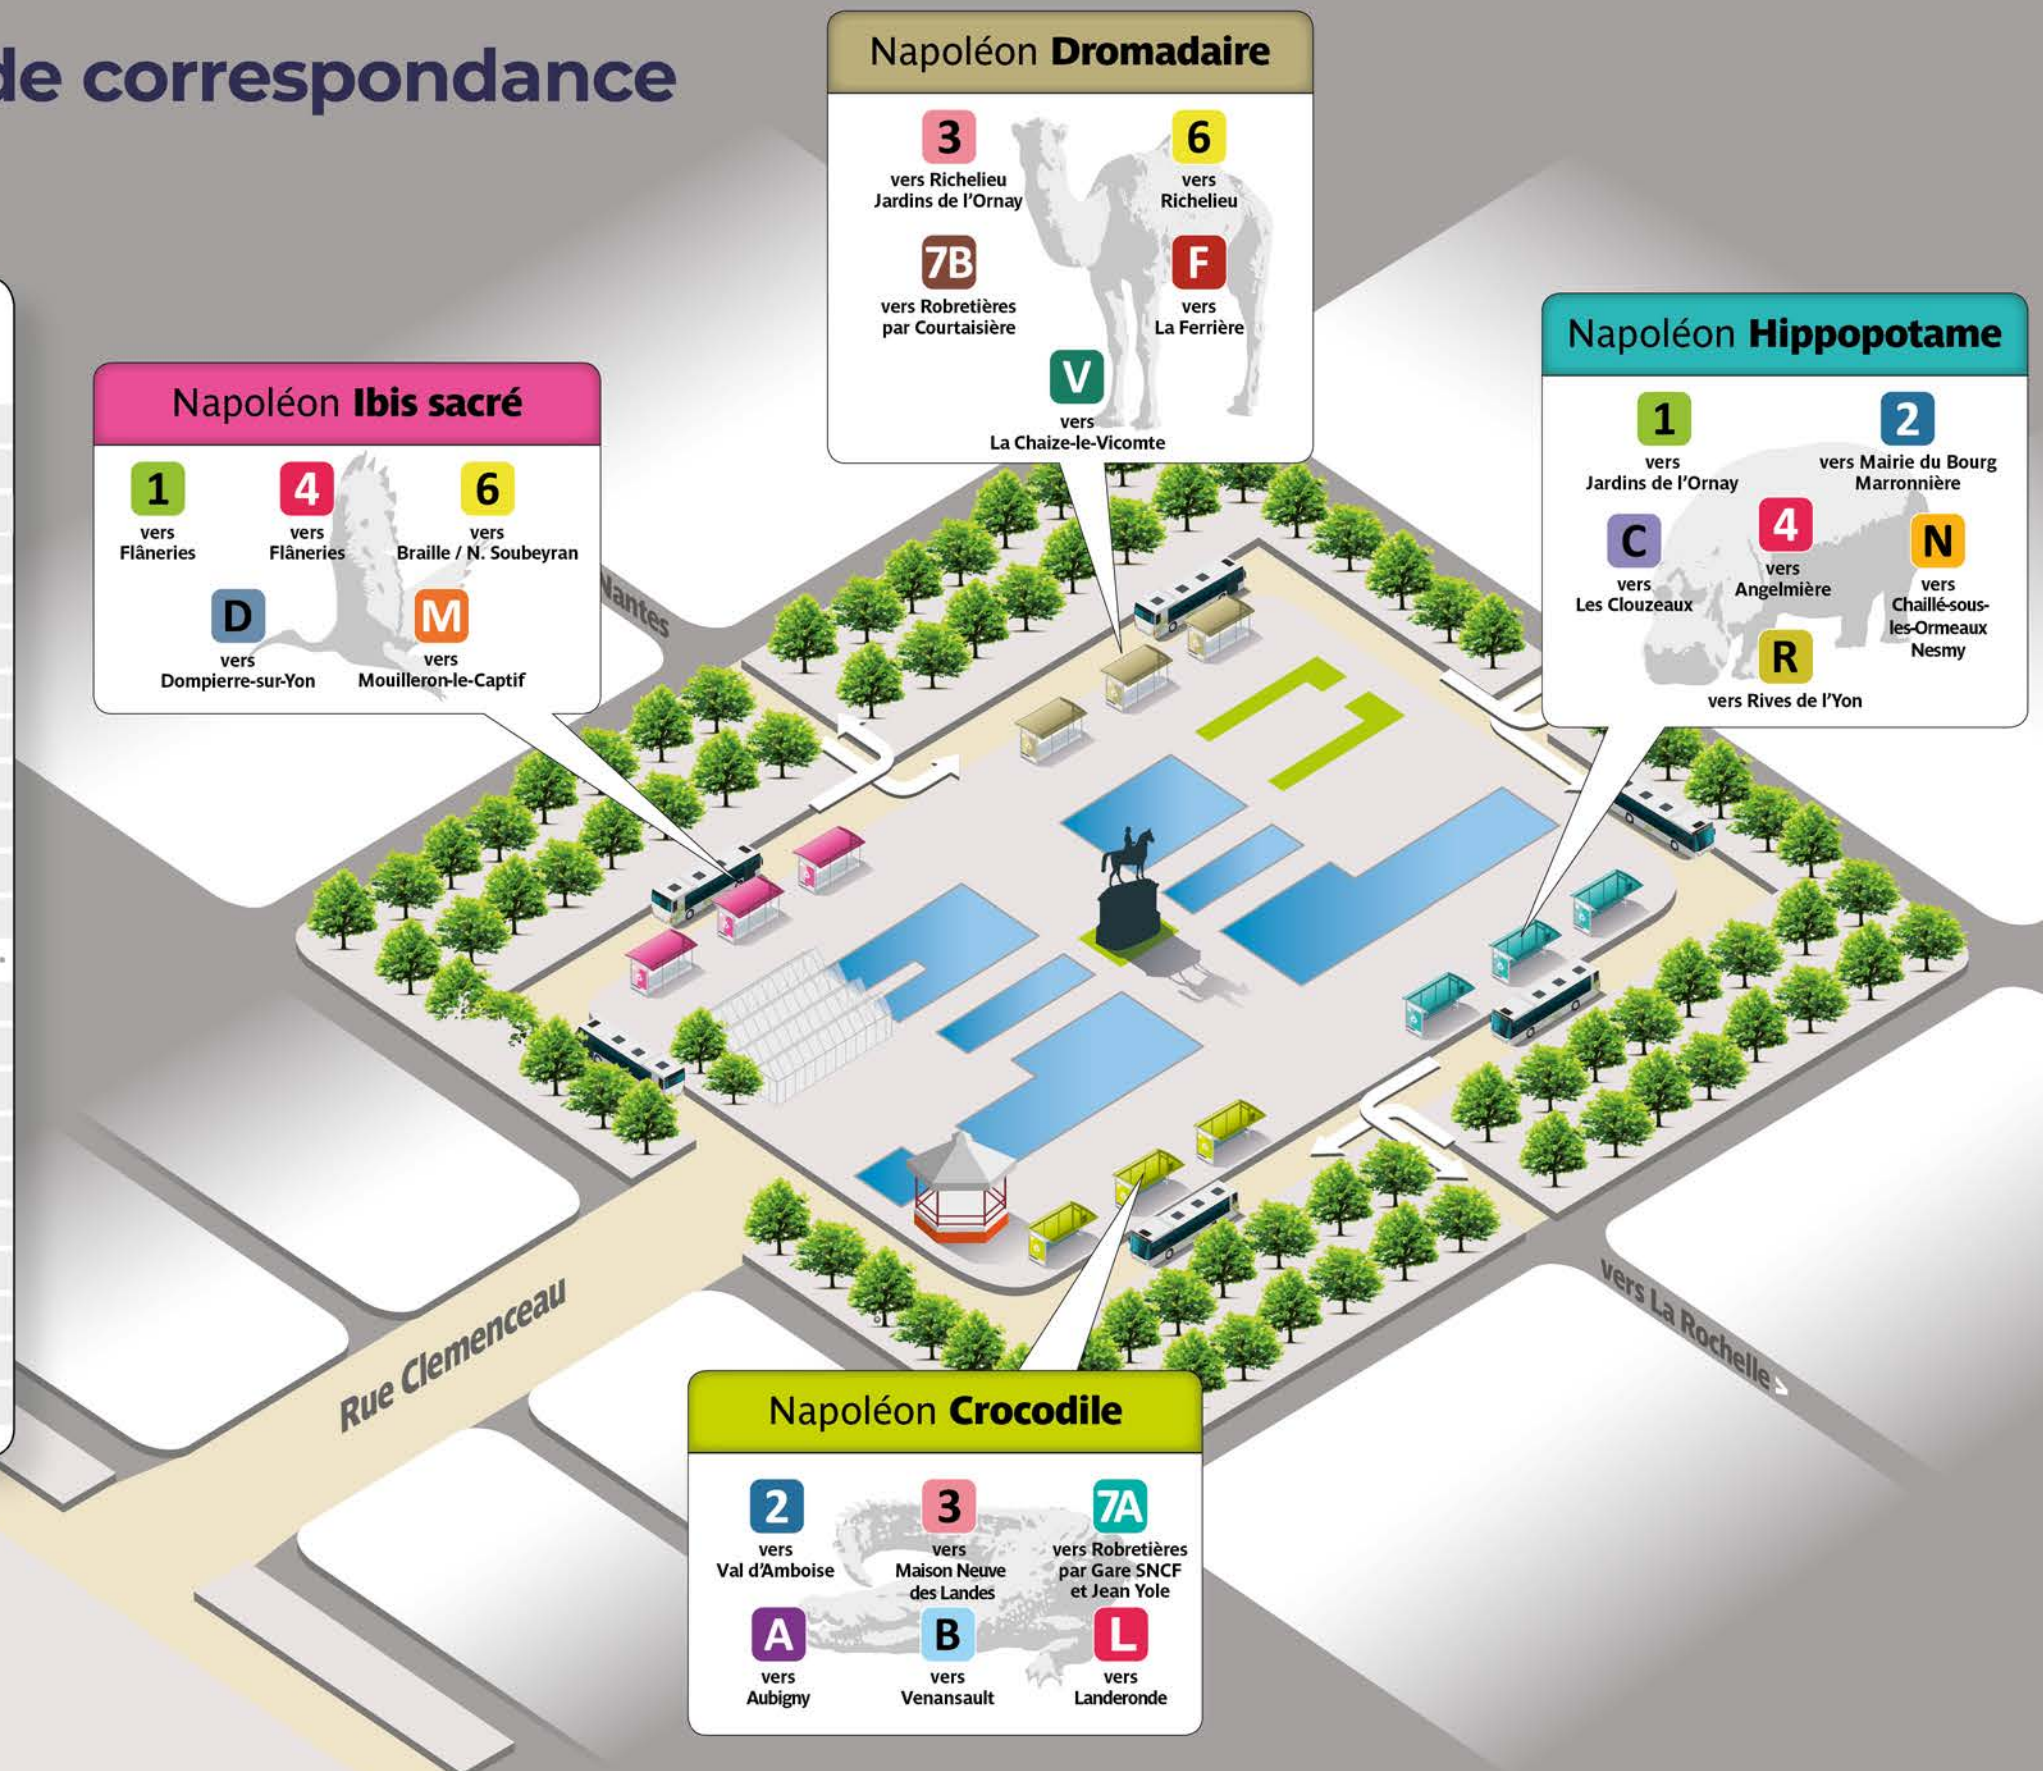 de correspondance
Napoléon Dromadaire
3
vers Richelieu
Jardins de l'Ornay
6
vers
Richelieu
7B
vers Robretières
par Courtaisière
F
vers
La Ferrière
V
vers
La Chaize-le-Vicomte
Napoléon Hippopotame
1
vers
Jardins de l'Ornay
2
vers Mairie du Bourg
Marronnière
C
vers
Les Clouzeaux
4
vers
Angelmière
N
vers
Chaillé-sous-
les-Ormeaux
Nesmy
R
vers Rives de l'Yon
Napoléon Ibis sacré
1
vers
Flâneries
4
vers
Flâneries
6
vers
Braille / N. Soubeyran
D
vers
Dompierre-sur-Yon
M
vers
Mouilleron-le-Captif
Nantes
Rue Clemenceau
vers La Rochelle >
Napoléon Crocodile
2
vers
Val d'Amboise
3
vers
Maison Neuve
des Landes
7A
vers Robretières
par Gare SNCF
et Jean Yole
A
vers
Aubigny
B
vers
Venansault
L
vers
Landeronde